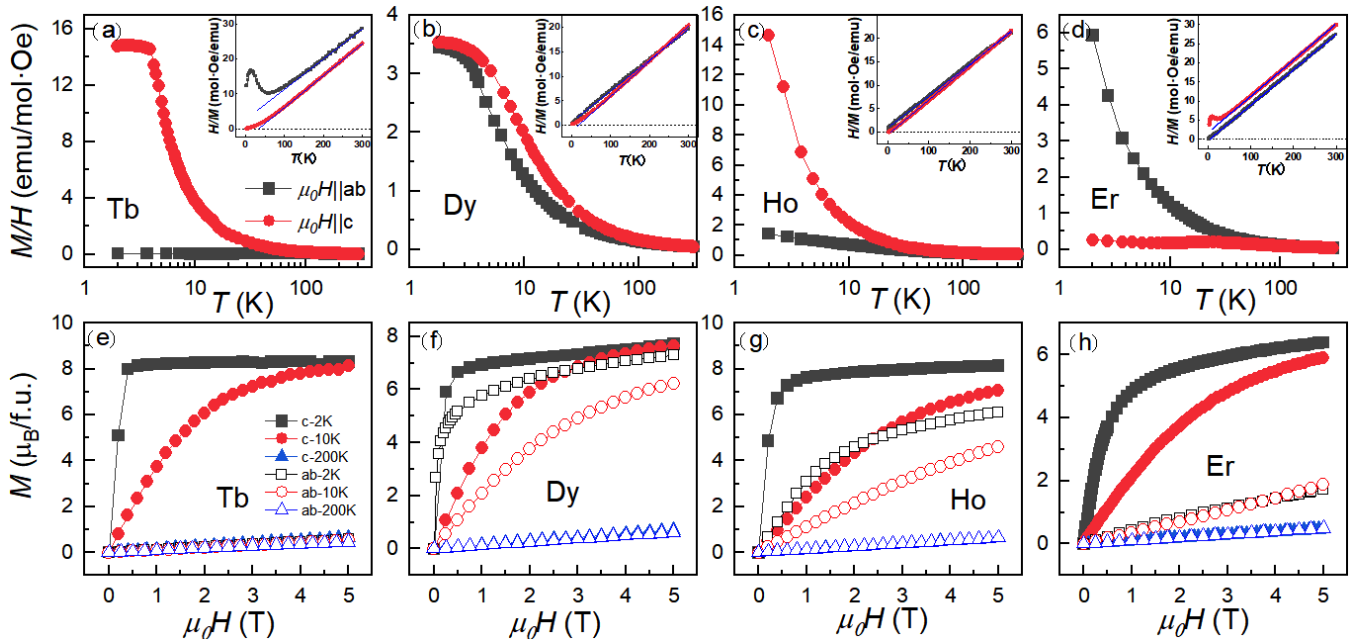 (a)
16
14
12
10
8
6
4
2
0
M/H (emu/mol·Oe)
Tb
μ₀H||ab
μ₀H||c
1
10
100
T (K)
30
20
10
0
H/M (mol·Oe/emu)
0
100
200
300
T(K)
(b)
4
3
2
1
0
Dy
1
10
100
T (K)
20
15
10
5
0
H/M (mol·Oe/emu)
0
100
200
300
T(K)
(c)
16
14
12
10
8
6
4
2
0
Ho
1
10
100
T (K)
30
20
10
0
H/M (mol·Oe/emu)
0
100
200
300
T(K)
(d)
7
6
5
4
3
2
1
0
Er
1
10
100
T (K)
30
25
20
15
10
5
0
H/M (mol·Oe/emu)
0
100
200
300
T(K)
(e)
10
8
6
4
2
0
M (μB/f.u.)
c-2K
c-10K
c-200K
ab-2K
ab-10K
ab-200K
Tb
0 1 2 3 4 5
μ₀H (T)
(f)
8
6
4
2
0
Dy
0 1 2 3 4 5
μ₀H (T)
(g)
10
8
6
4
2
0
Ho
0 1 2 3 4 5
μ₀H (T)
(h)
6
4
2
0
Er
0 1 2 3 4 5
μ₀H (T)